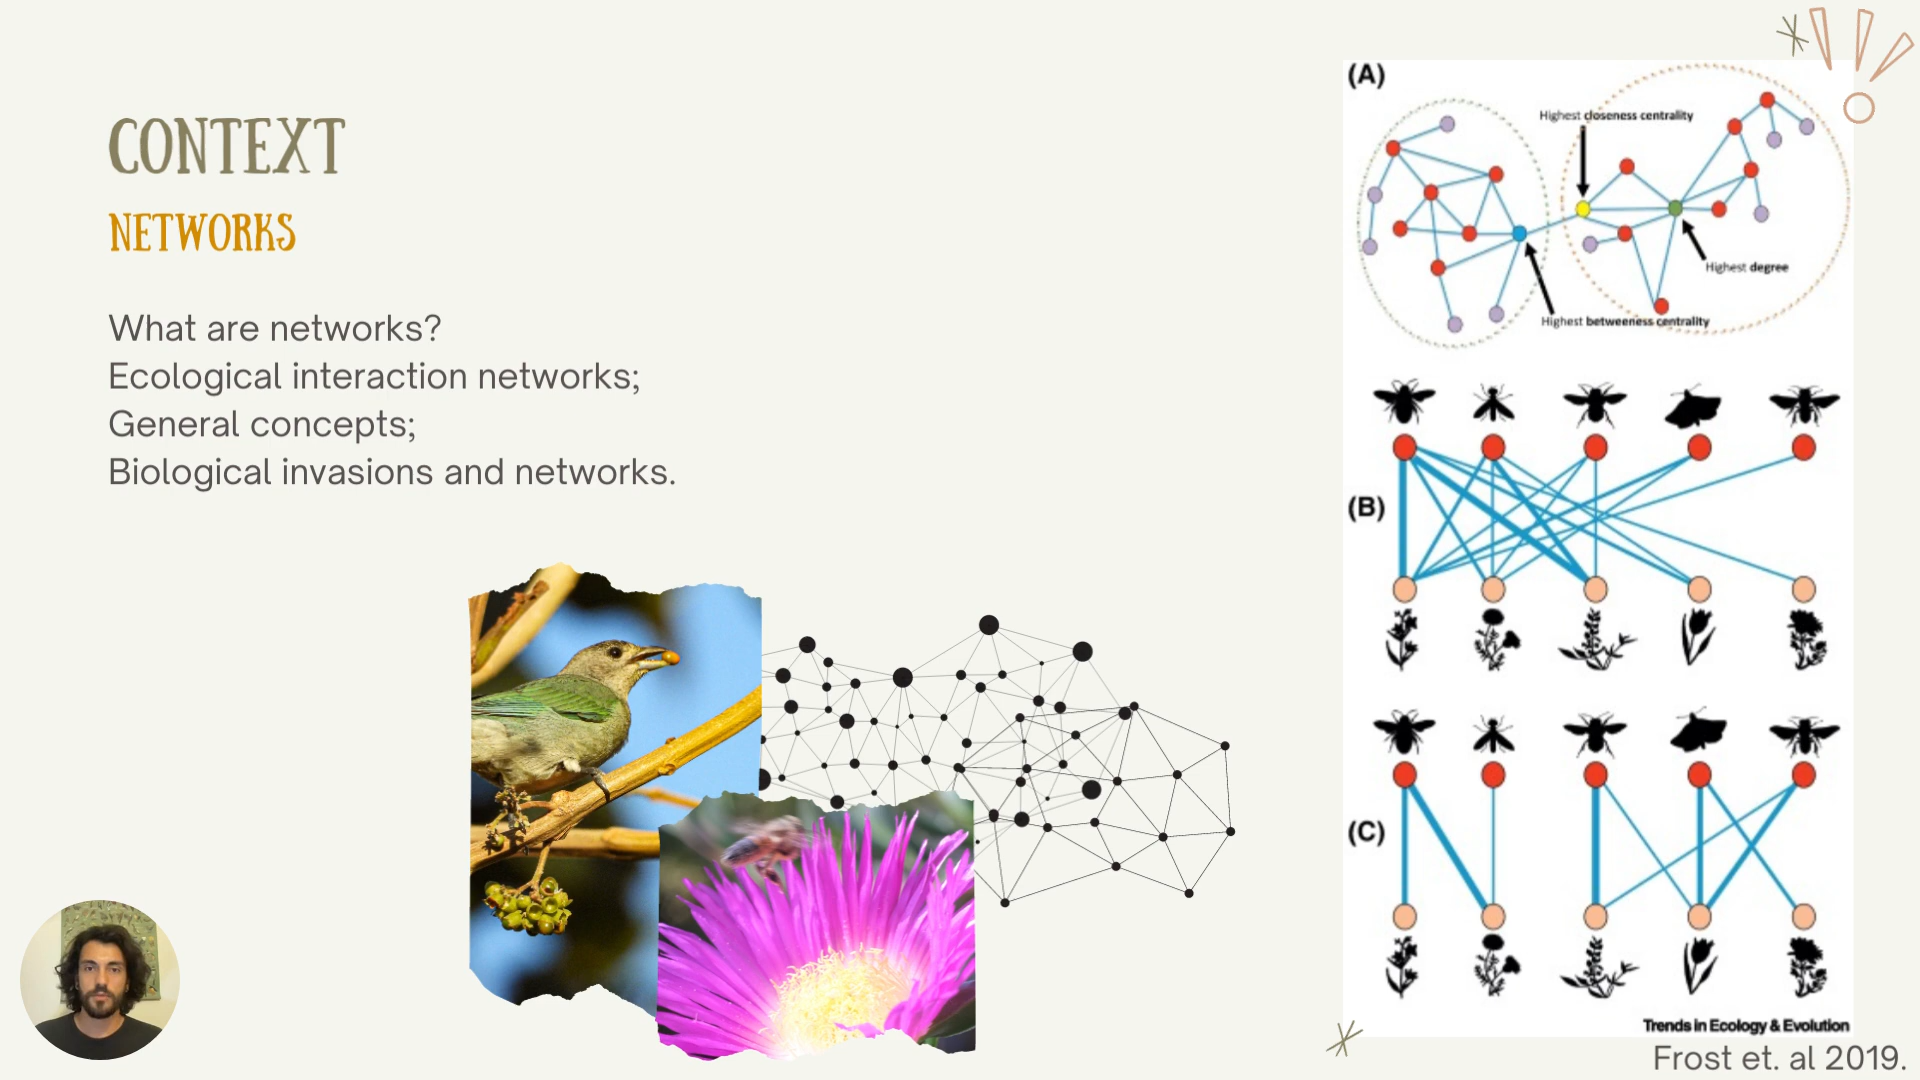 CONTEXT
NETWORKS
What are networks?
Ecological interaction networks;
General concepts;
Biological invasions and networks.
(A)
Highest closeness centrality
Highest degree
Highest betweeness centrality
(B)
(C)
Trends in Ecology & Evolution
Frost et. al 2019.